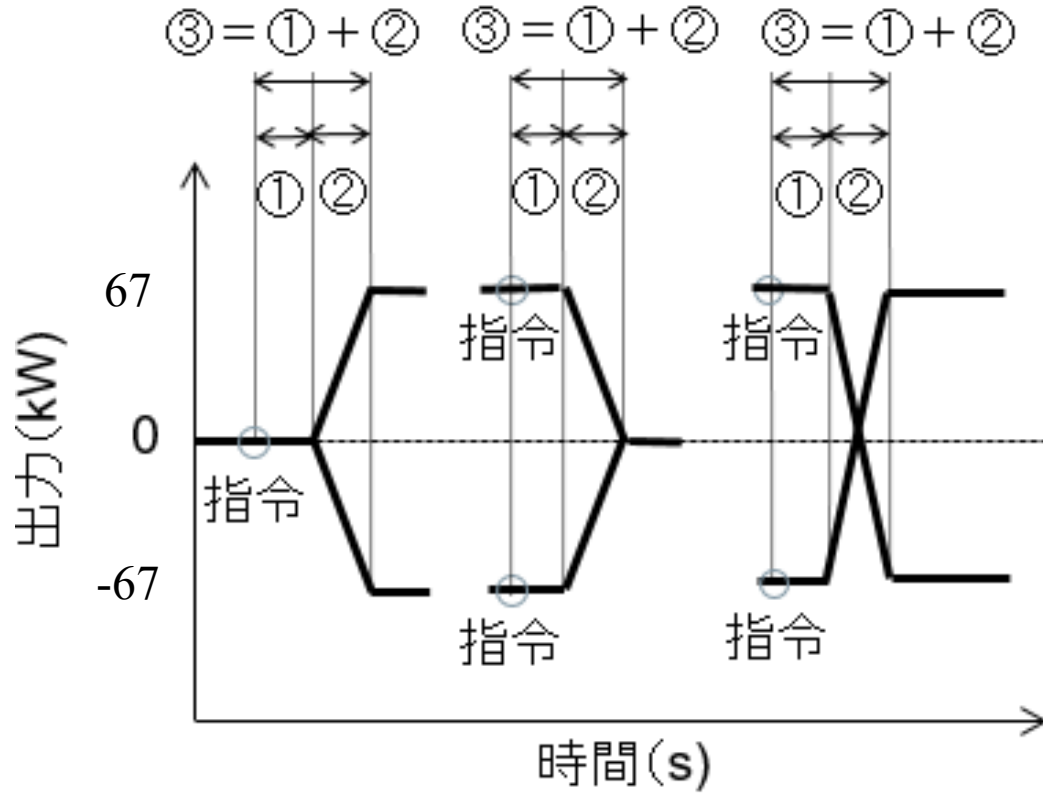 ③=①+② ③=①+② ③=①+②
① ② ① ② ① ②
67
指令 指令
0
指令
-67
指令 指令
出力(kW)
時間(s)